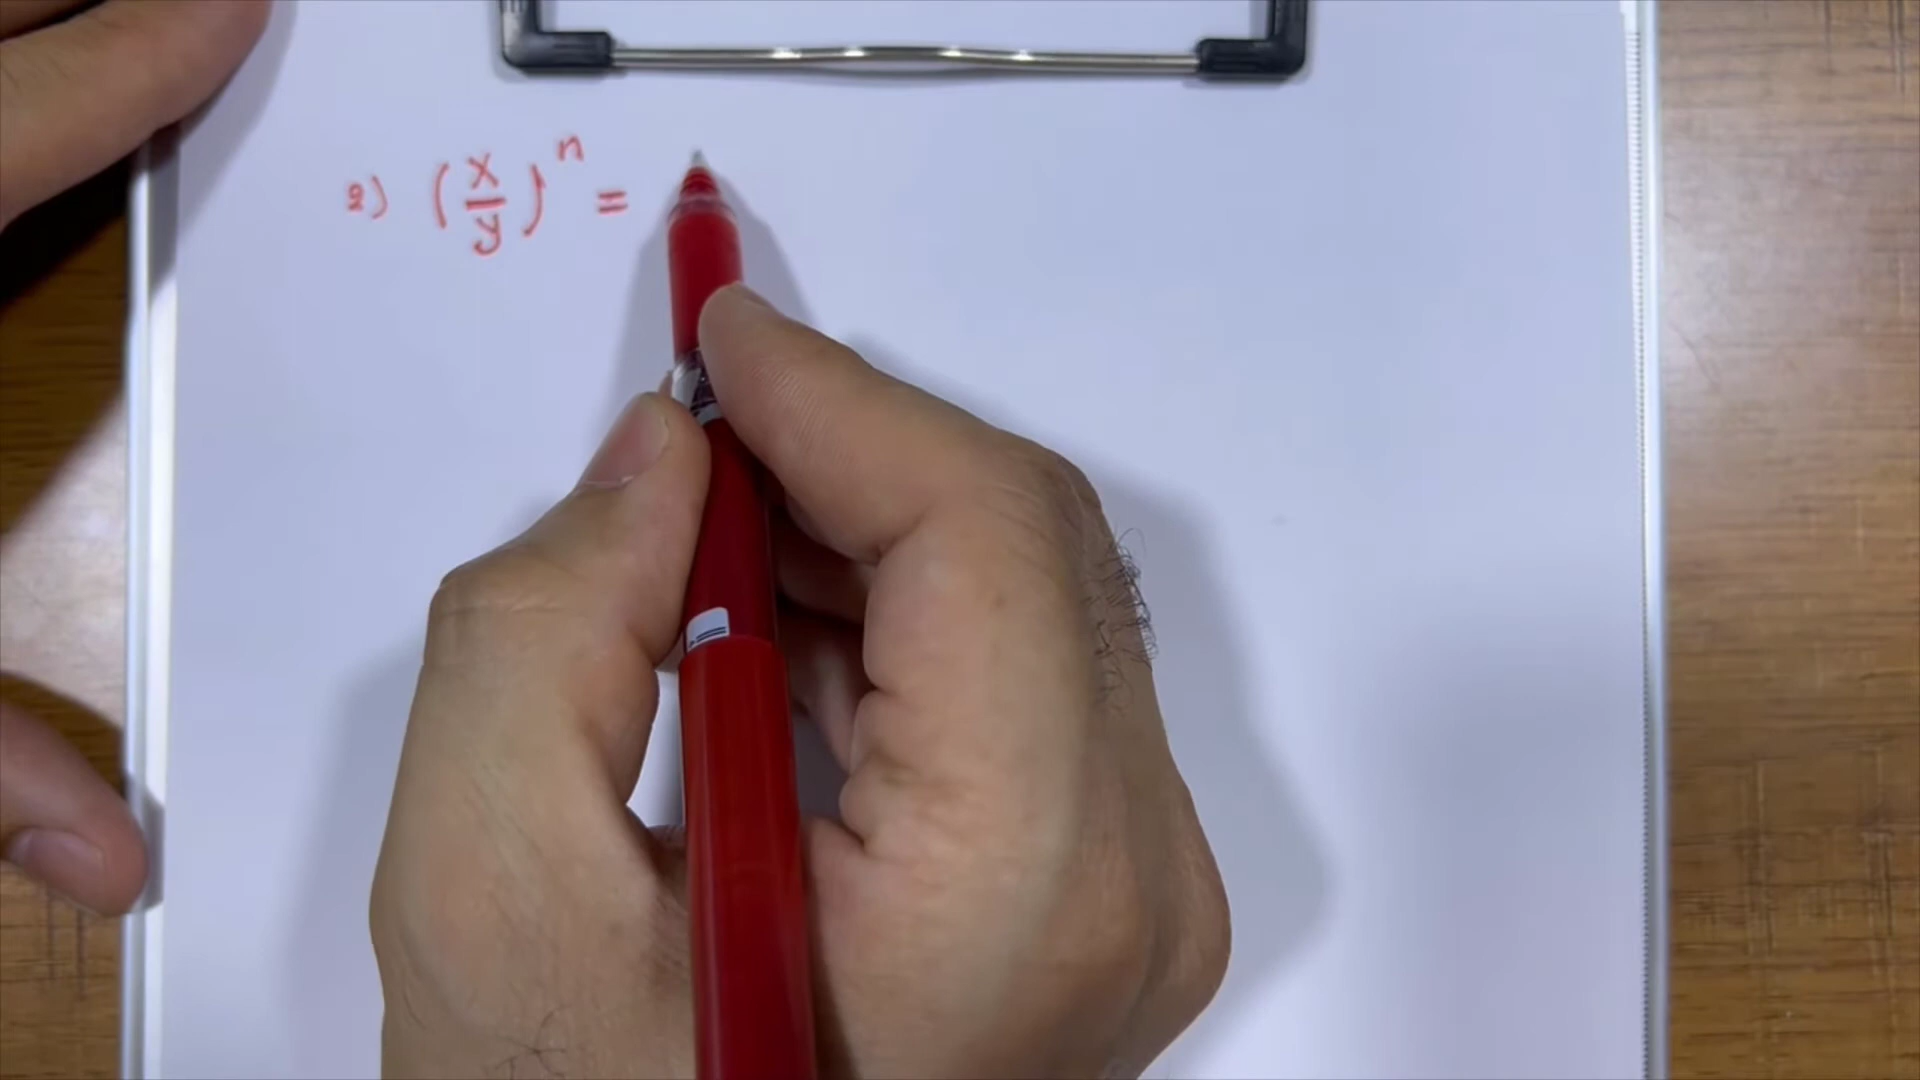 2) (x/y)^n =